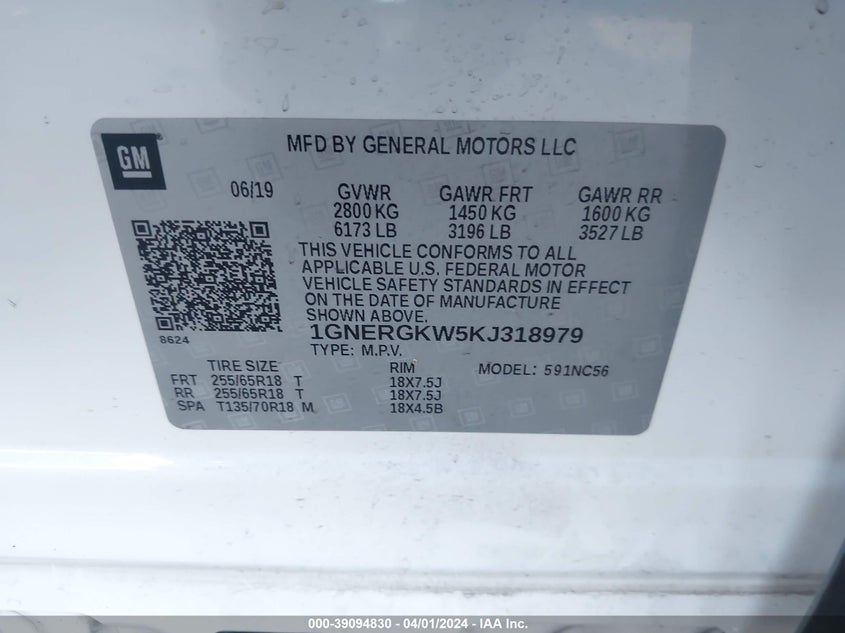 GM
MFD BY GENERAL MOTORS LLC
06/19 GVWR GAWR FRT GAWR RR
2800 KG 1450 KG 1600 KG
6173 LB 3196 LB 3527 LB
THIS VEHICLE CONFORMS TO ALL
APPLICABLE U.S. FEDERAL MOTOR
VEHICLE SAFETY STANDARDS IN EFFECT
ON THE DATE OF MANUFACTURE
SHOWN ABOVE.
8624
1GNERGKW5KJ318979
TYPE: M.P.V.
TIRE SIZE RIM MODEL: 591NC56
FRT 255/65R18 T 18X7.5J
RR 255/65R18 T 18X7.5J
SPA T135/70R18 M 18X4.5B
000-39094830 - 04/01/2024 - IAA Inc.